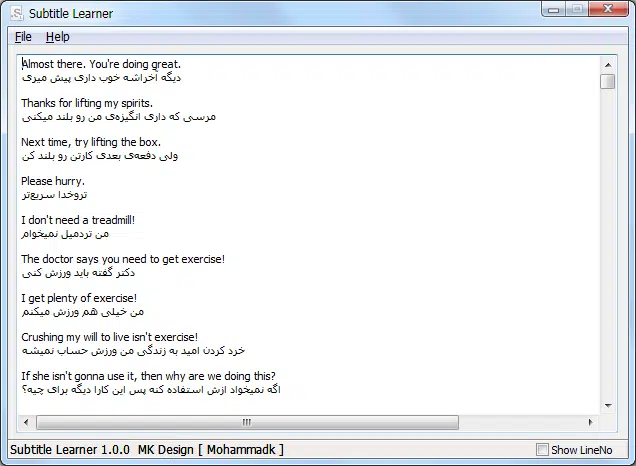 Subtitle Learner
File Help
Almost there. You're doing great.
دیگه آخراشه خوب داری پیش میری
Thanks for lifting my spirits.
مرسی که داری انگیزه‌ی من رو بلند میکنی
Next time, try lifting the box.
ولی دفعه‌ی بعدی کارتن رو بلند کن
Please hurry.
تروخدا سریع‌تر
I don't need a treadmill!
من تردمیل نمیخوام
The doctor says you need to get exercise!
دکتر گفته باید ورزش کنی
I get plenty of exercise!
من خیلی هم ورزش میکنم
Crushing my will to live isn't exercise!
خرد کردن امید به زندگی من ورزش حساب نمیشه
If she isn't gonna use it, then why are we doing this?
اگه نمیخواد ازش استفاده کنه پس این کارا دیگه برای چیه؟
Subtitle Learner 1.0.0 MK Design [ Mohammadk ]
Show LineNo